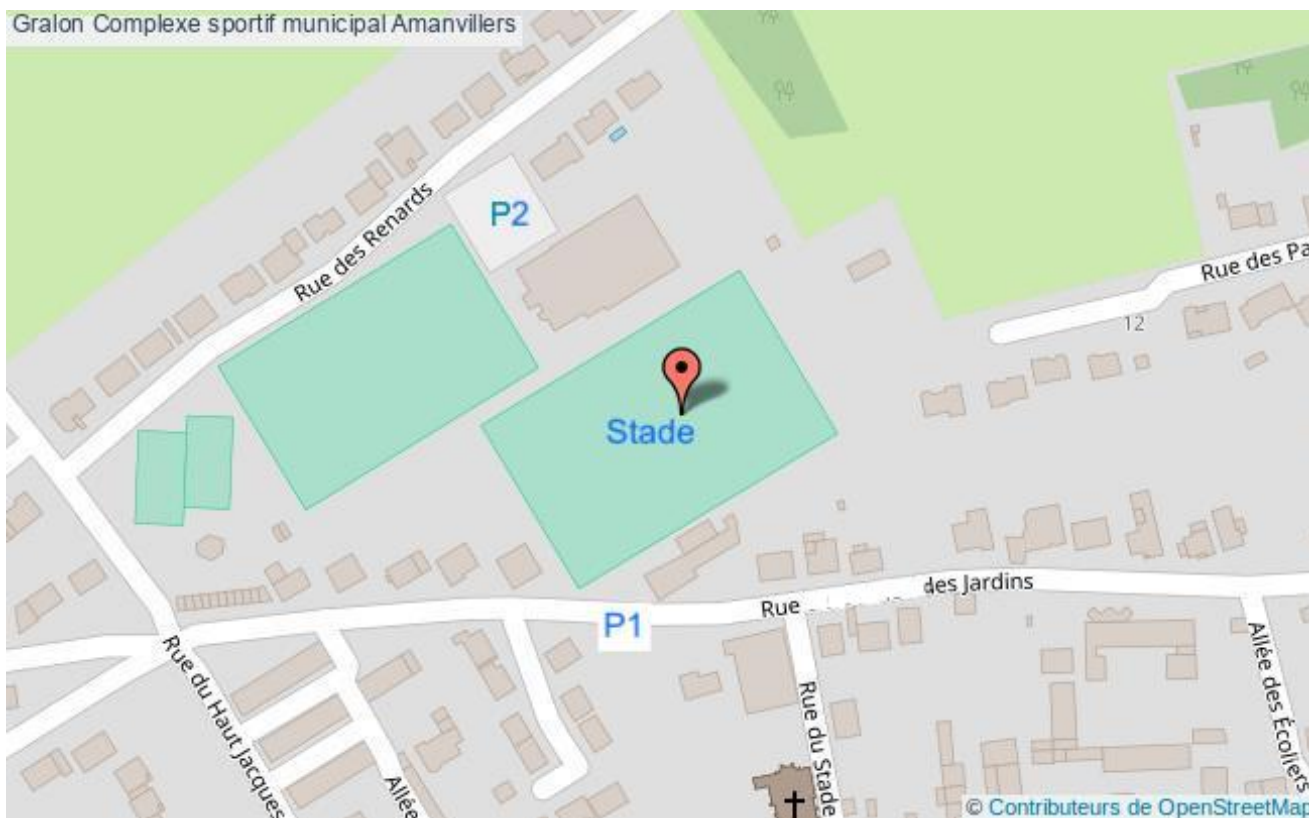 Gralon Complexe sportif municipal Amanvillers
P2
Rue des Renards
Rue des Pa
12
Stade
Rue
des Jardins
P1
Rue du Haut Jacques
Allée
Rue du Stade
Allée des Écoliers
© Contributeurs de OpenStreetMap